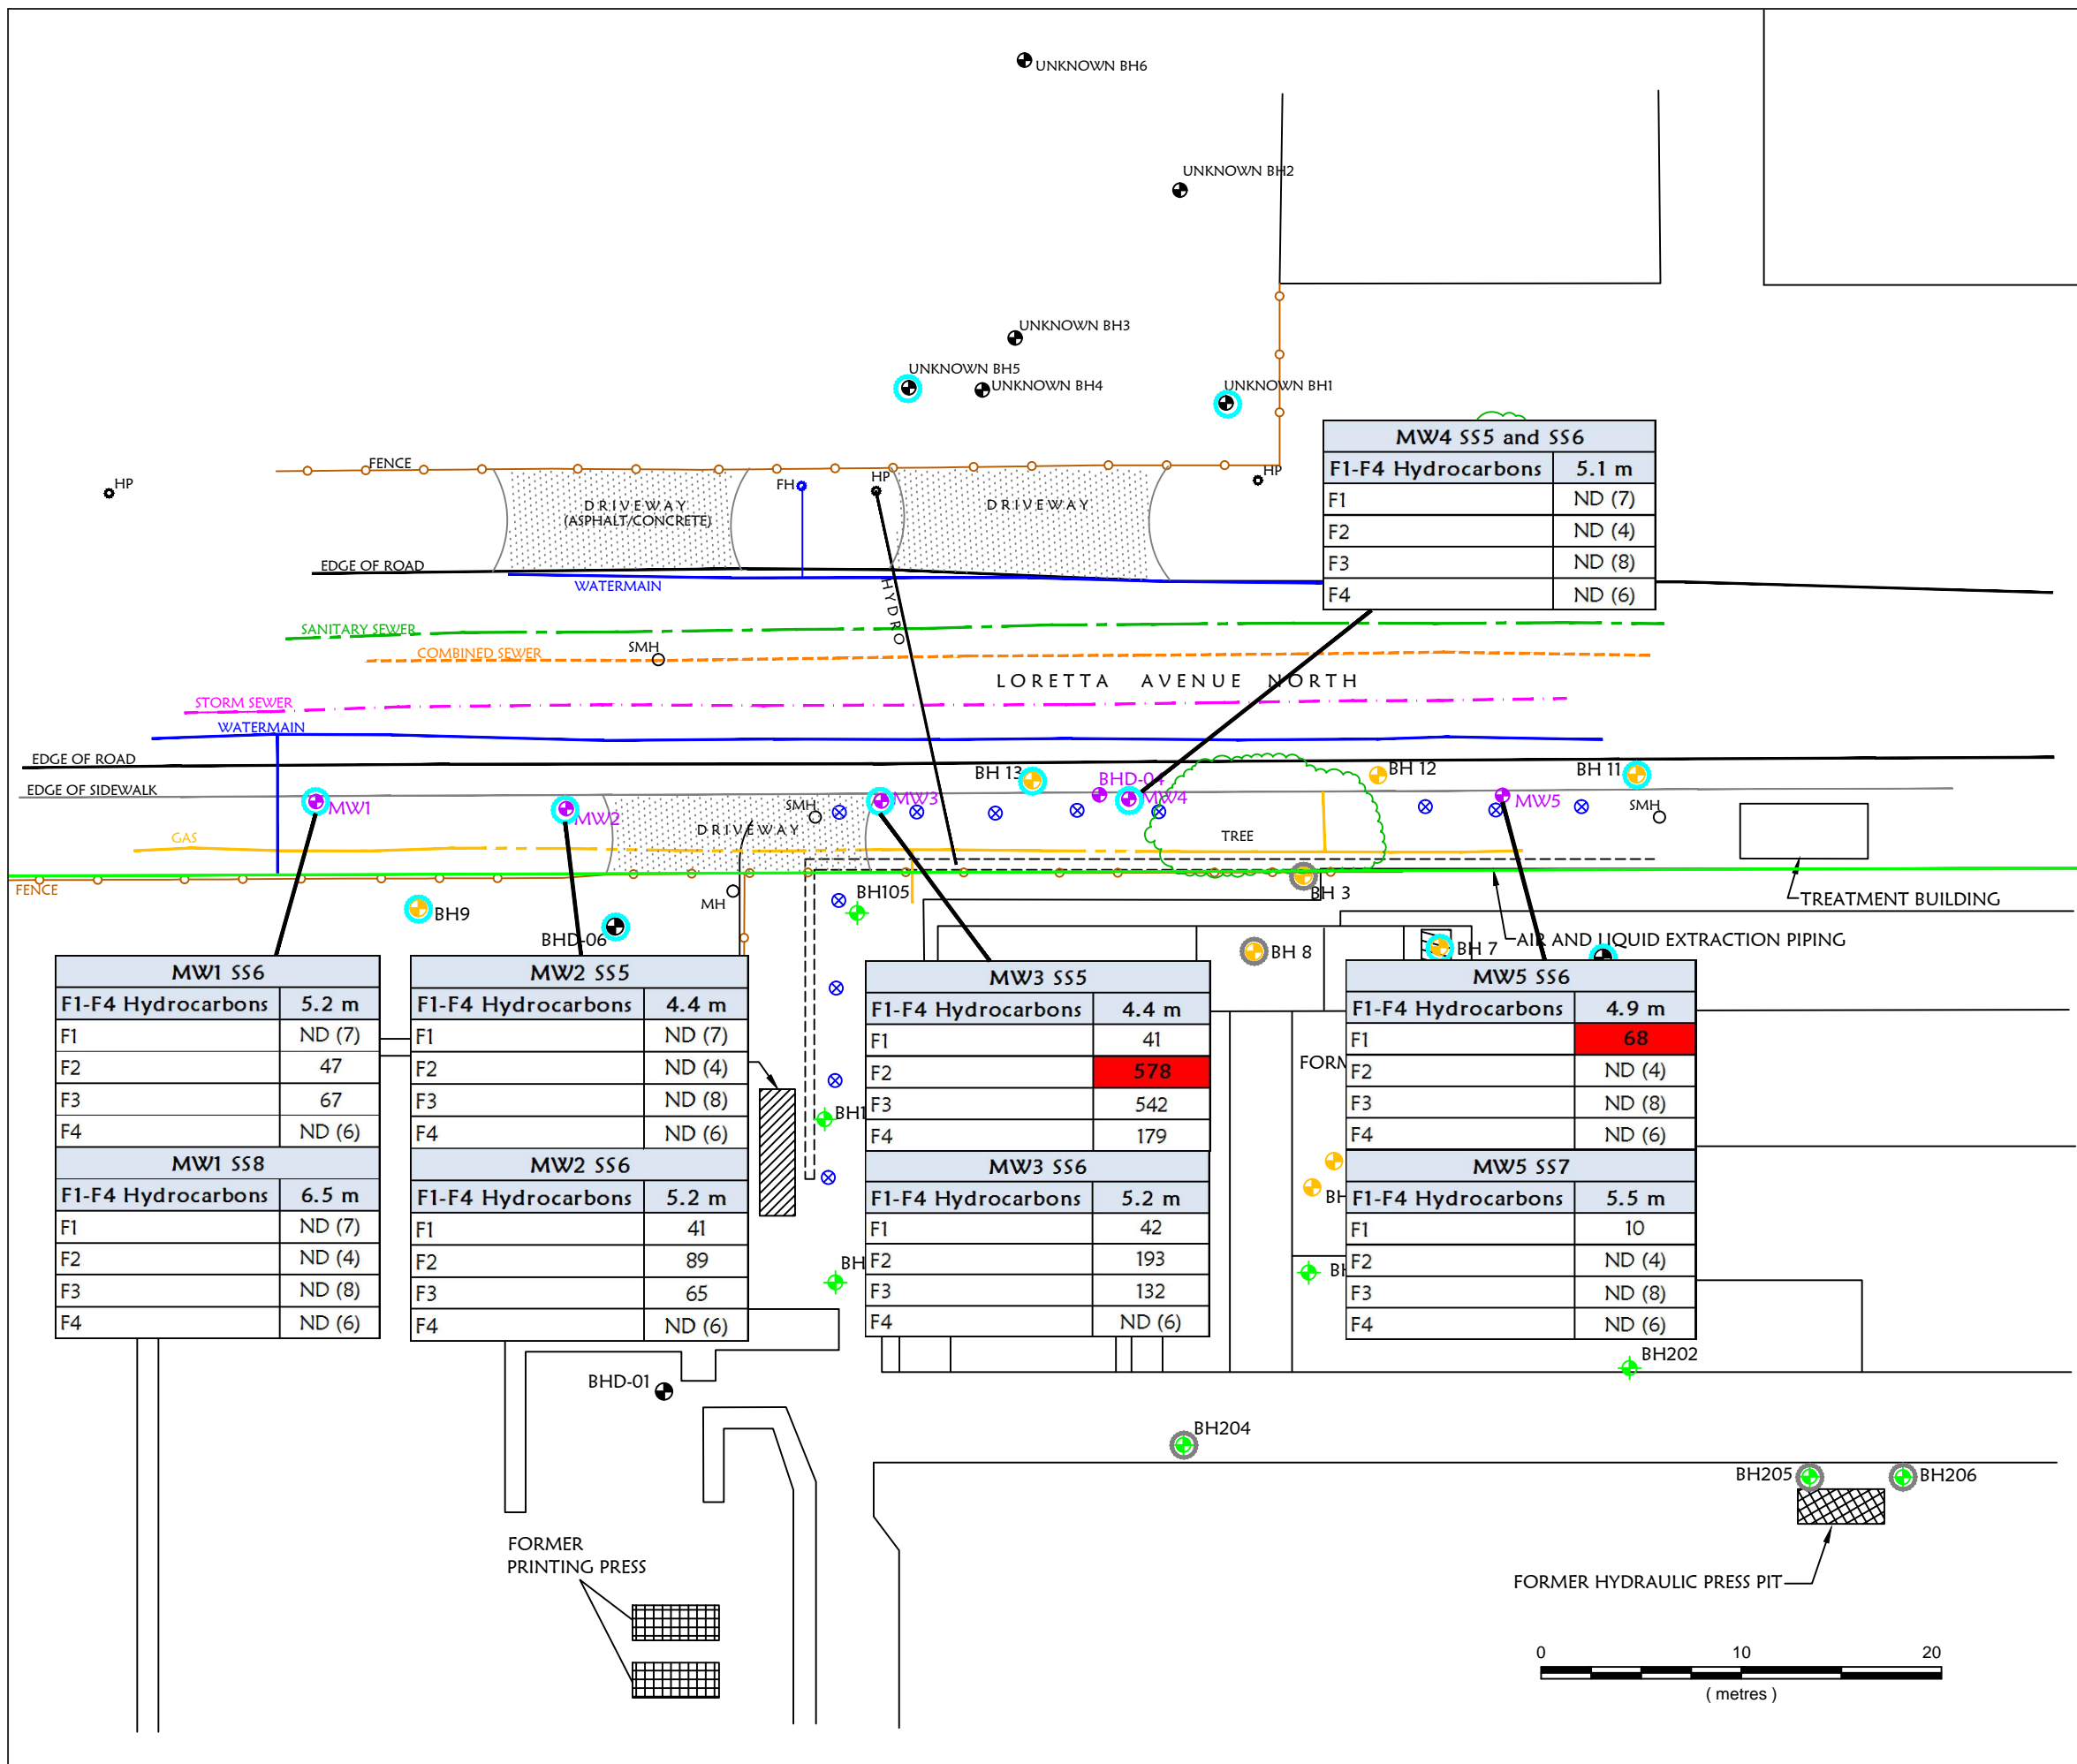 UNKNOWN BH6
UNKNOWN BH2
UNKNOWN BH3
UNKNOWN BH5
UNKNOWN BH4
UNKNOWN BH1
MW4 SS5 and SS6
F1-F4 Hydrocarbons 5.1 m
F1 ND (7)
F2 ND (4)
F3 ND (8)
F4 ND (6)
FENCE
HP
FH
HP
HP
DRIVEWAY
(ASPHALT/CONCRETE)
DRIVEWAY
EDGE OF ROAD
WATERMAIN
HYDRO
SANITARY SEWER
COMBINED SEWER
SMH
LORETTA AVENUE NORTH
STORM SEWER
WATERMAIN
EDGE OF ROAD
EDGE OF SIDEWALK
BH 13
BHD-04
BH 12
BH 11
MW1
MW2
SMH
MW3
MW4
MW5
SMH
GAS
DRIVEWAY
TREE
FENCE
BH9
MH
BH105
BH 3
TREATMENT BUILDING
BHD-06
BH 8
BH 7
AIR AND LIQUID EXTRACTION PIPING
MW1 SS6
F1-F4 Hydrocarbons 5.2 m
F1 ND (7)
F2 47
F3 67
F4 ND (6)
MW1 SS8
F1-F4 Hydrocarbons 6.5 m
F1 ND (7)
F2 ND (4)
F3 ND (8)
F4 ND (6)
MW2 SS5
F1-F4 Hydrocarbons 4.4 m
F1 ND (7)
F2 ND (4)
F3 ND (8)
F4 ND (6)
MW2 SS6
F1-F4 Hydrocarbons 5.2 m
F1 41
F2 89
F3 65
F4 ND (6)
BH1
BH
MW3 SS5
F1-F4 Hydrocarbons 4.4 m
F1 41
F2 578
F3 542
F4 179
MW3 SS6
F1-F4 Hydrocarbons 5.2 m
F1 42
F2 193
F3 132
F4 ND (6)
FORM
BH
BH
MW5 SS6
F1-F4 Hydrocarbons 4.9 m
F1 68
F2 ND (4)
F3 ND (8)
F4 ND (6)
MW5 SS7
F1-F4 Hydrocarbons 5.5 m
F1 10
F2 ND (4)
F3 ND (8)
F4 ND (6)
BH202
BHD-01
BH204
BH205
BH206
FORMER
PRINTING PRESS
FORMER HYDRAULIC PRESS PIT
0 10 20
( metres )